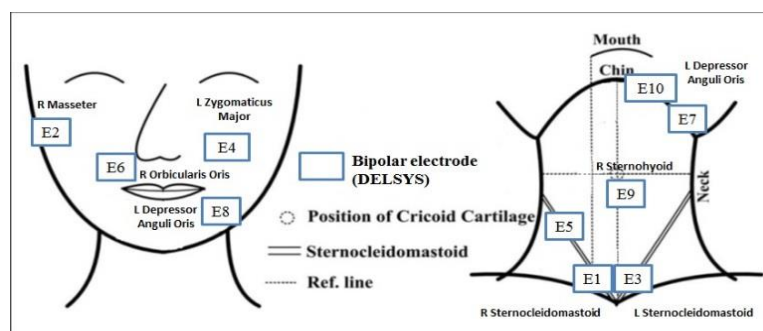 R Masseter
E2
E6
R Orbicularis Oris
L Zygomaticus
Major
E4
L Depressor
Anguli Oris
E8
Bipolar electrode
(DELSYS)
Position of Cricoid Cartilage
Sternocleidomastoid
Ref. line
Mouth
Chin
L Depressor
Anguli Oris
E10
E7
R Sternohyoid
E9
Neck
E5
E1
E3
R Sternocleidomastoid
L Sternocleidomastoid